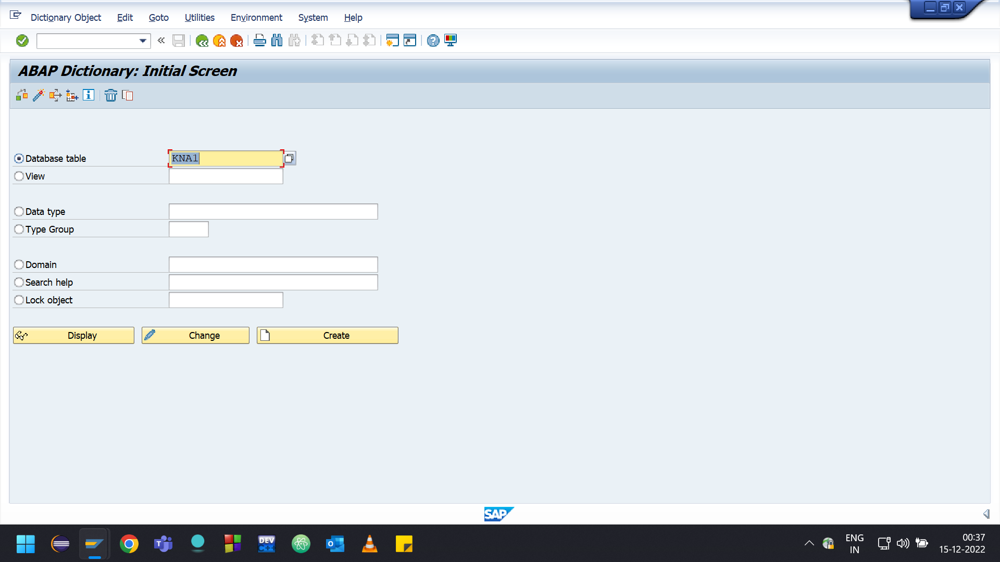 Dictionary Object Edit Goto Utilities Environment System Help
ABAP Dictionary: Initial Screen
Database table KNA1
View
Data type
Type Group
Domain
Search help
Lock object
Display Change Create
SAP
T
DEV
C++
O
ENG
IN
00:37
15-12-2022